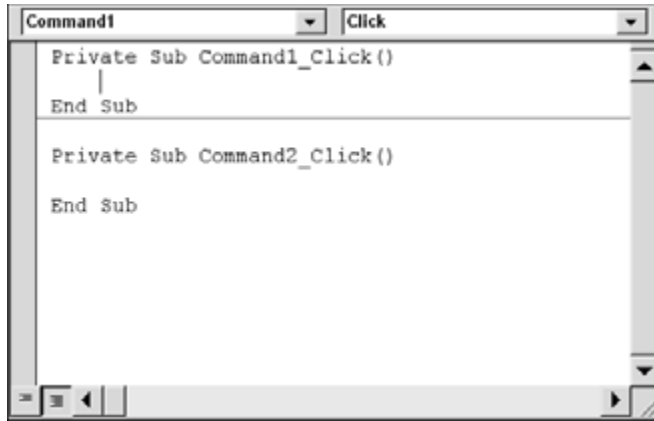 Command1 Click
Private Sub Command1_Click()
End Sub
Private Sub Command2_Click()
End Sub